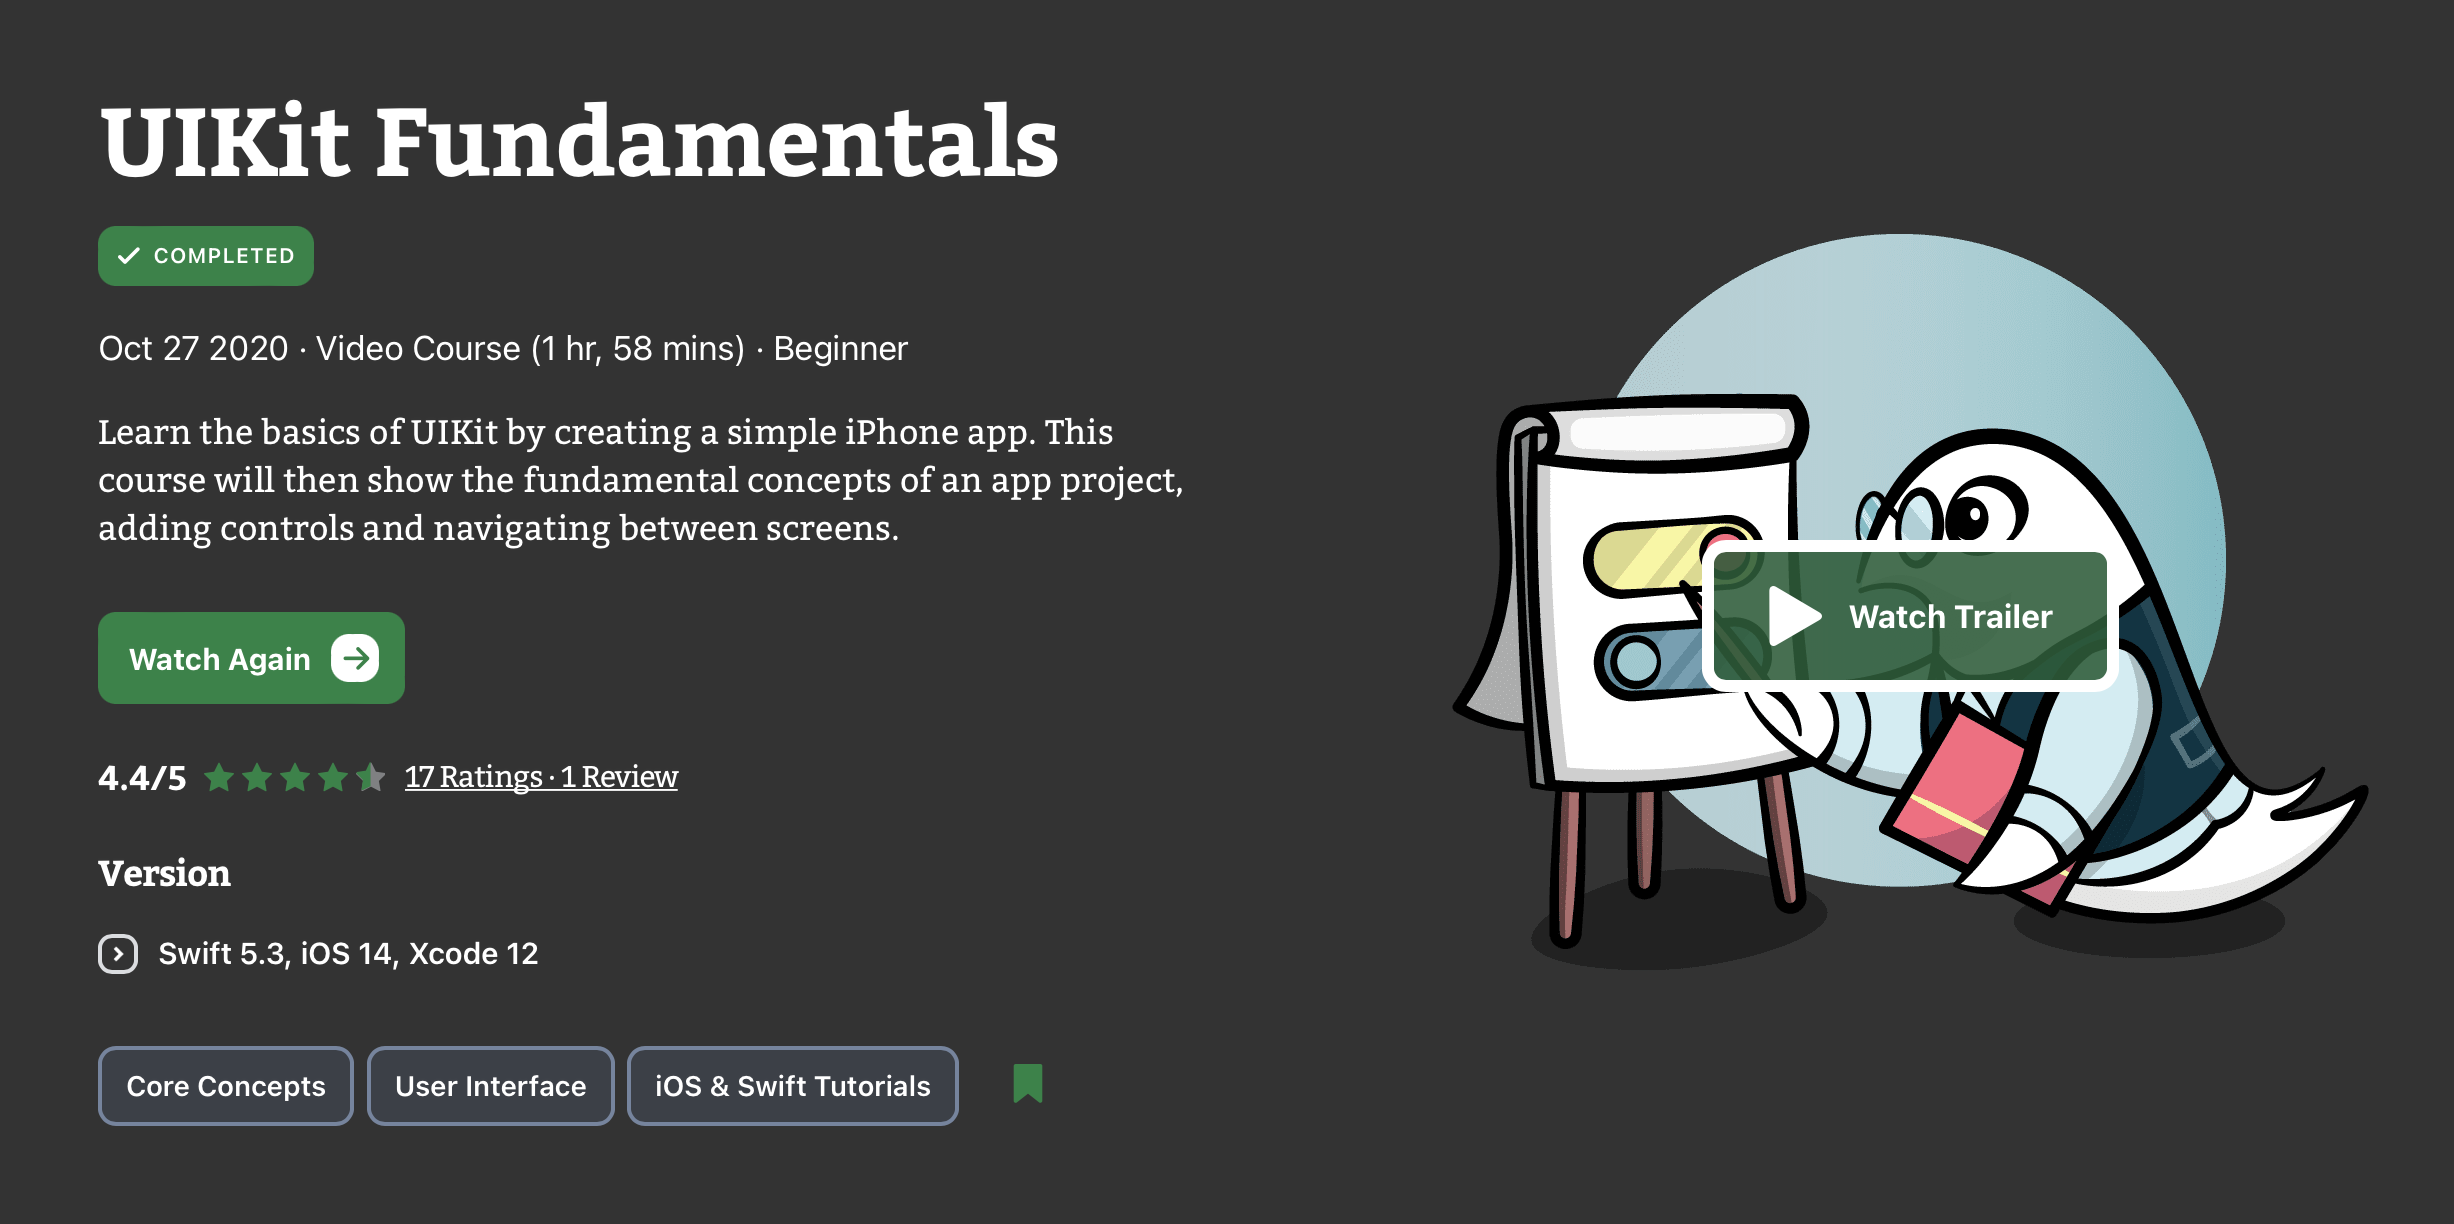 UIKit Fundamentals
COMPLETED
Oct 27 2020 · Video Course (1 hr, 58 mins) · Beginner
Learn the basics of UIKit by creating a simple iPhone app. This
course will then show the fundamental concepts of an app project,
adding controls and navigating between screens.
Watch Again
Watch Trailer
4.4/5 17 Ratings · 1 Review
Version
Swift 5.3, iOS 14, Xcode 12
Core Concepts
User Interface
iOS & Swift Tutorials